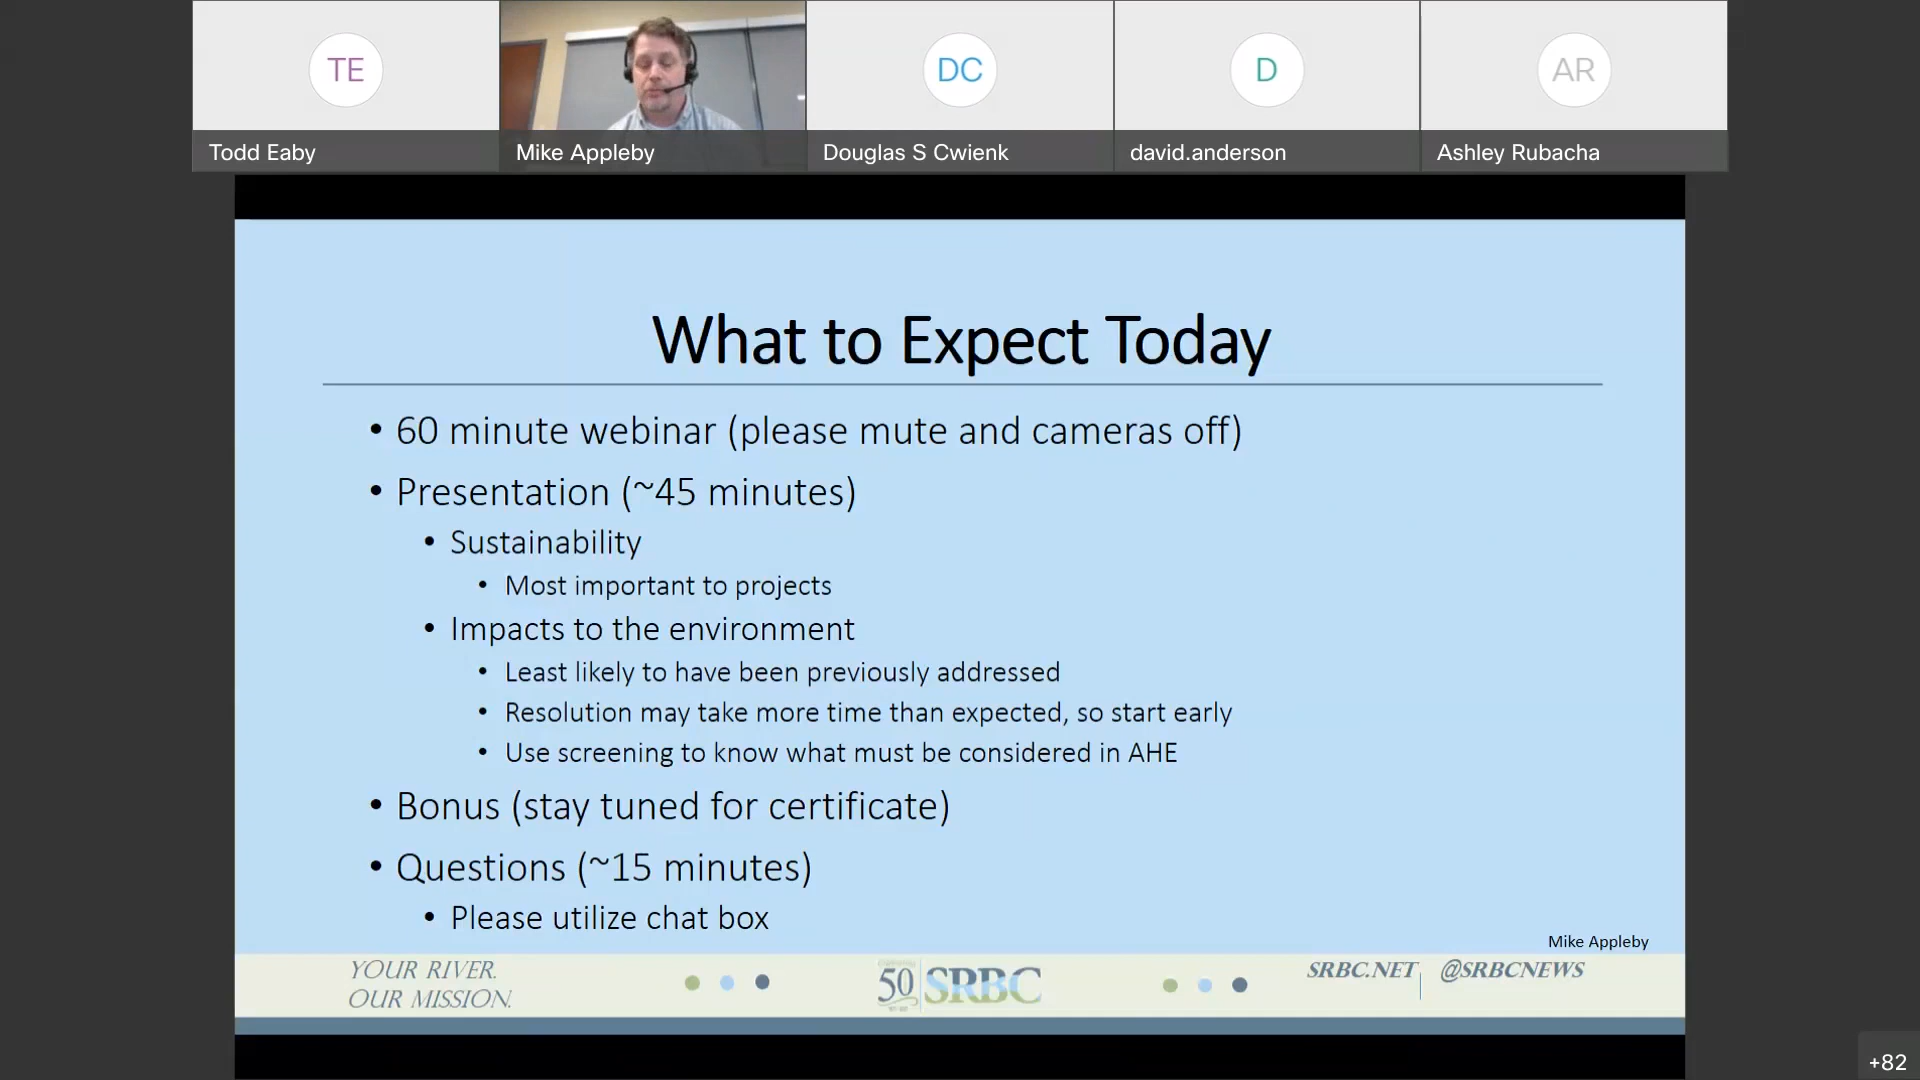 TE
DC
D
AR
Todd Eaby
Mike Appleby
Douglas S Cwienk
david.anderson
Ashley Rubacha
What to Expect Today
• 60 minute webinar (please mute and cameras off)
• Presentation (~45 minutes)
• Sustainability
• Most important to projects
• Impacts to the environment
• Least likely to have been previously addressed
• Resolution may take more time than expected, so start early
• Use screening to know what must be considered in AHE
• Bonus (stay tuned for certificate)
• Questions (~15 minutes)
• Please utilize chat box
Mike Appleby
YOUR RIVER.
OUR MISSION.
50 SRBC
SRBC.NET | @SRBCNEWS
+82